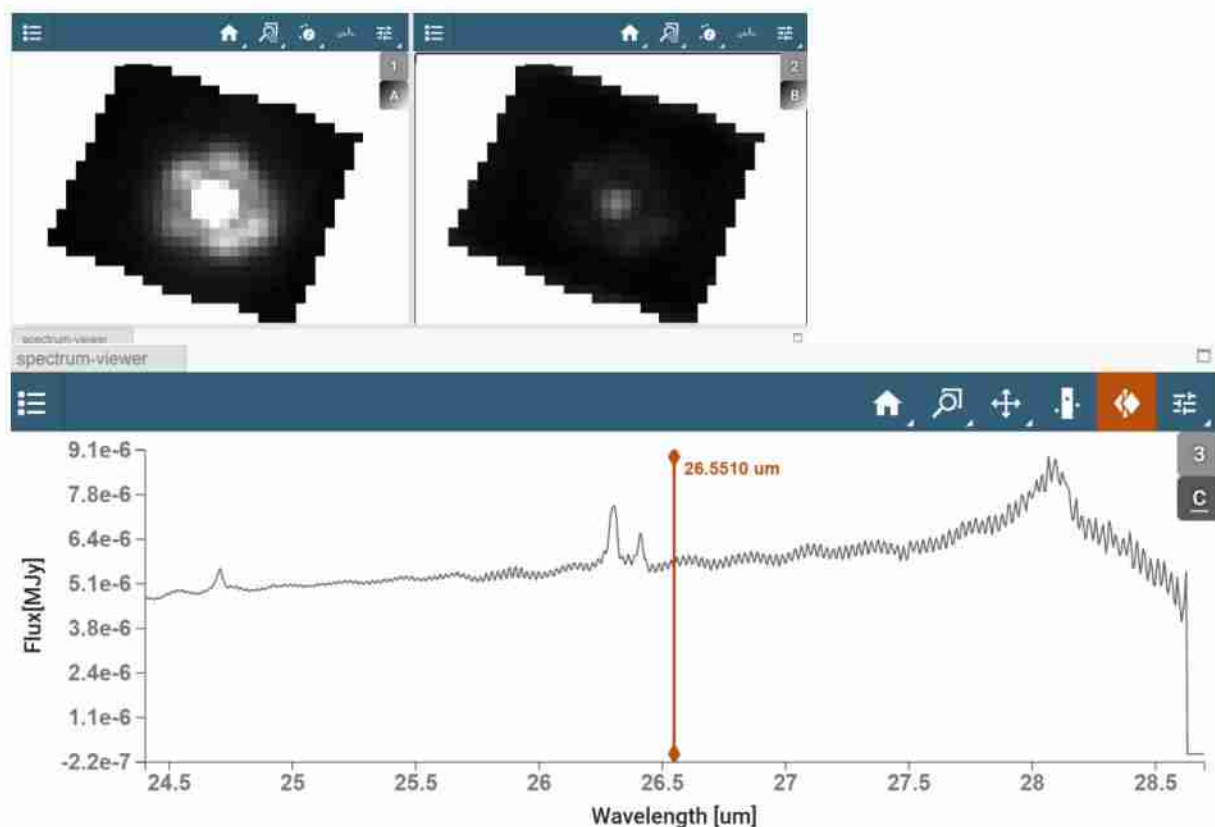 1
A
2
B
spectrum-viewer
spectrum-viewer
9.1e-6
7.8e-6
6.4e-6
5.1e-6
3.8e-6
2.4e-6
1.1e-6
-2.2e-7
Flux[MJy]
26.5510 um
3
C
24.5 25 25.5 26 26.5 27 27.5 28 28.5
Wavelength [um]